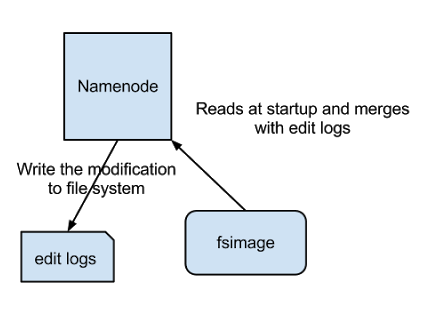 Namenode
Reads at startup and merges
with edit logs
Write the modification
to file system
fsimage
edit logs